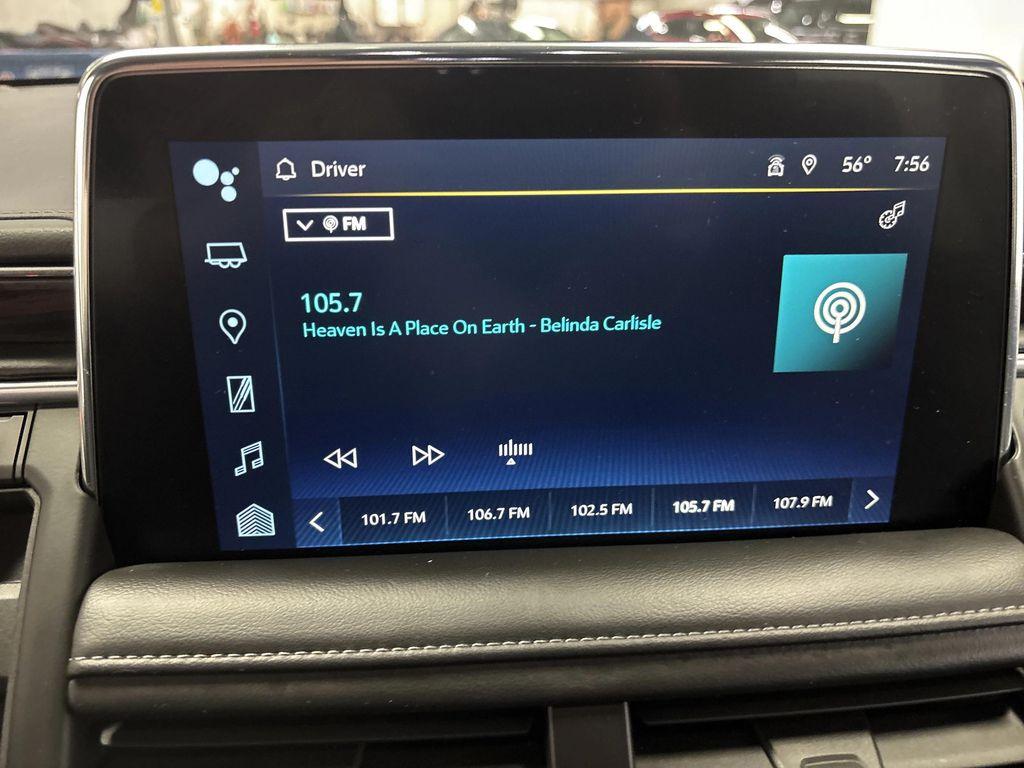 Driver
56° 7:56
FM
105.7
Heaven Is A Place On Earth - Belinda Carlisle
101.7 FM 106.7 FM 102.5 FM 105.7 FM 107.9 FM